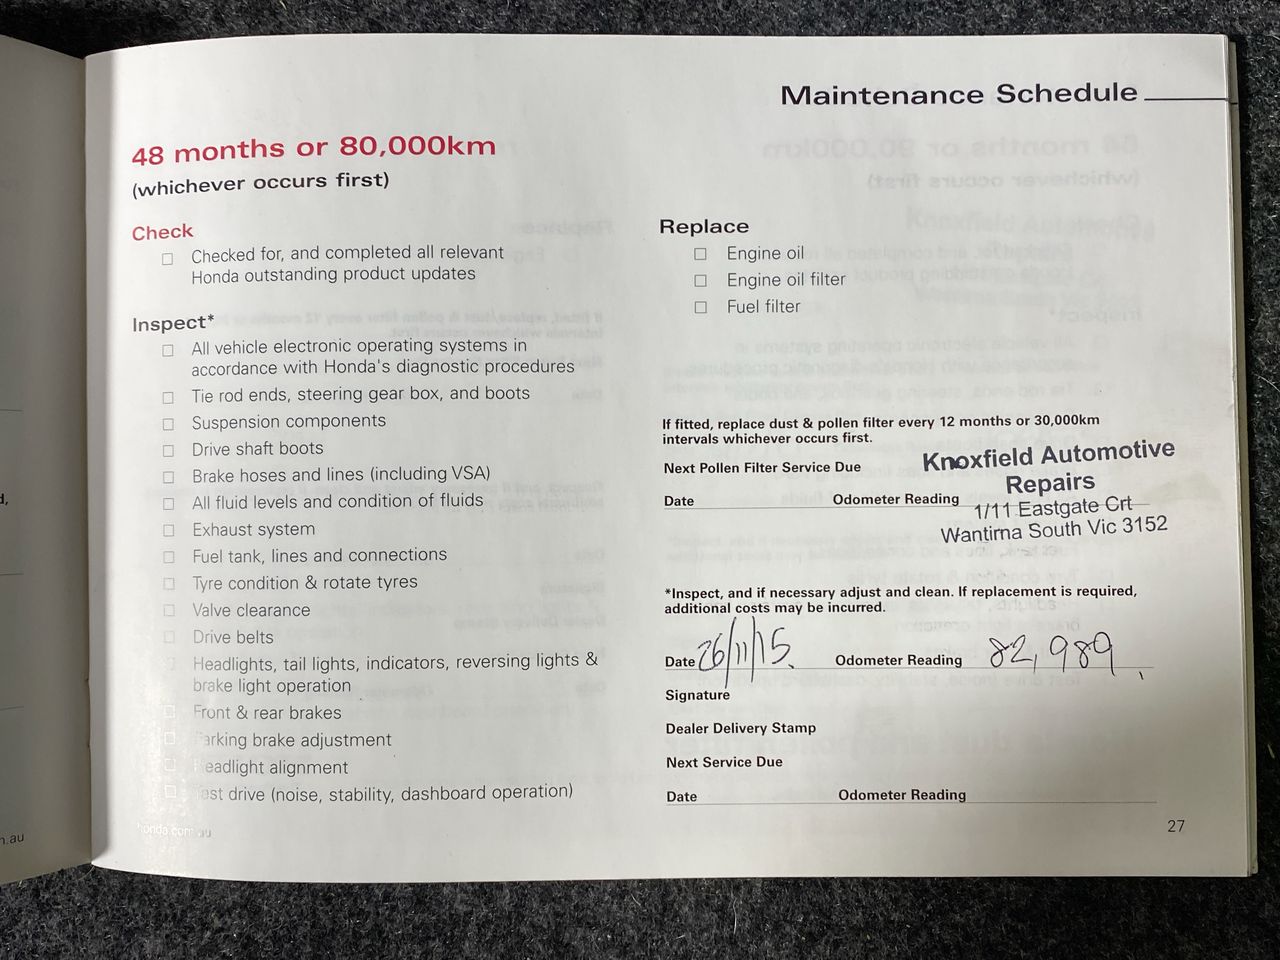 Maintenance Schedule
48 months or 80,000km
(whichever occurs first)
Check
Checked for, and completed all relevant
Honda outstanding product updates
Inspect*
All vehicle electronic operating systems in
accordance with Honda's diagnostic procedures
Tie rod ends, steering gear box, and boots
Suspension components
Drive shaft boots
Brake hoses and lines (including VSA)
All fluid levels and condition of fluids
Exhaust system
Fuel tank, lines and connections
Tyre condition & rotate tyres
Valve clearance
Drive belts
Headlights, tail lights, indicators, reversing lights &
brake light operation
Front & rear brakes
Parking brake adjustment
Headlight alignment
Test drive (noise, stability, dashboard operation)
honda.com.au
Replace
Engine oil
Engine oil filter
Fuel filter
If fitted, replace dust & pollen filter every 12 months or 30,000km
intervals whichever occurs first.
Next Pollen Filter Service Due
Date Odometer Reading
Knoxfield Automotive
Repairs
1/11 Eastgate Crt
Wantirna South Vic 3152
*Inspect, and if necessary adjust and clean. If replacement is required,
additional costs may be incurred.
Date 26/11/15. Odometer Reading 82,989
Signature
Dealer Delivery Stamp
Next Service Due
Date Odometer Reading
27